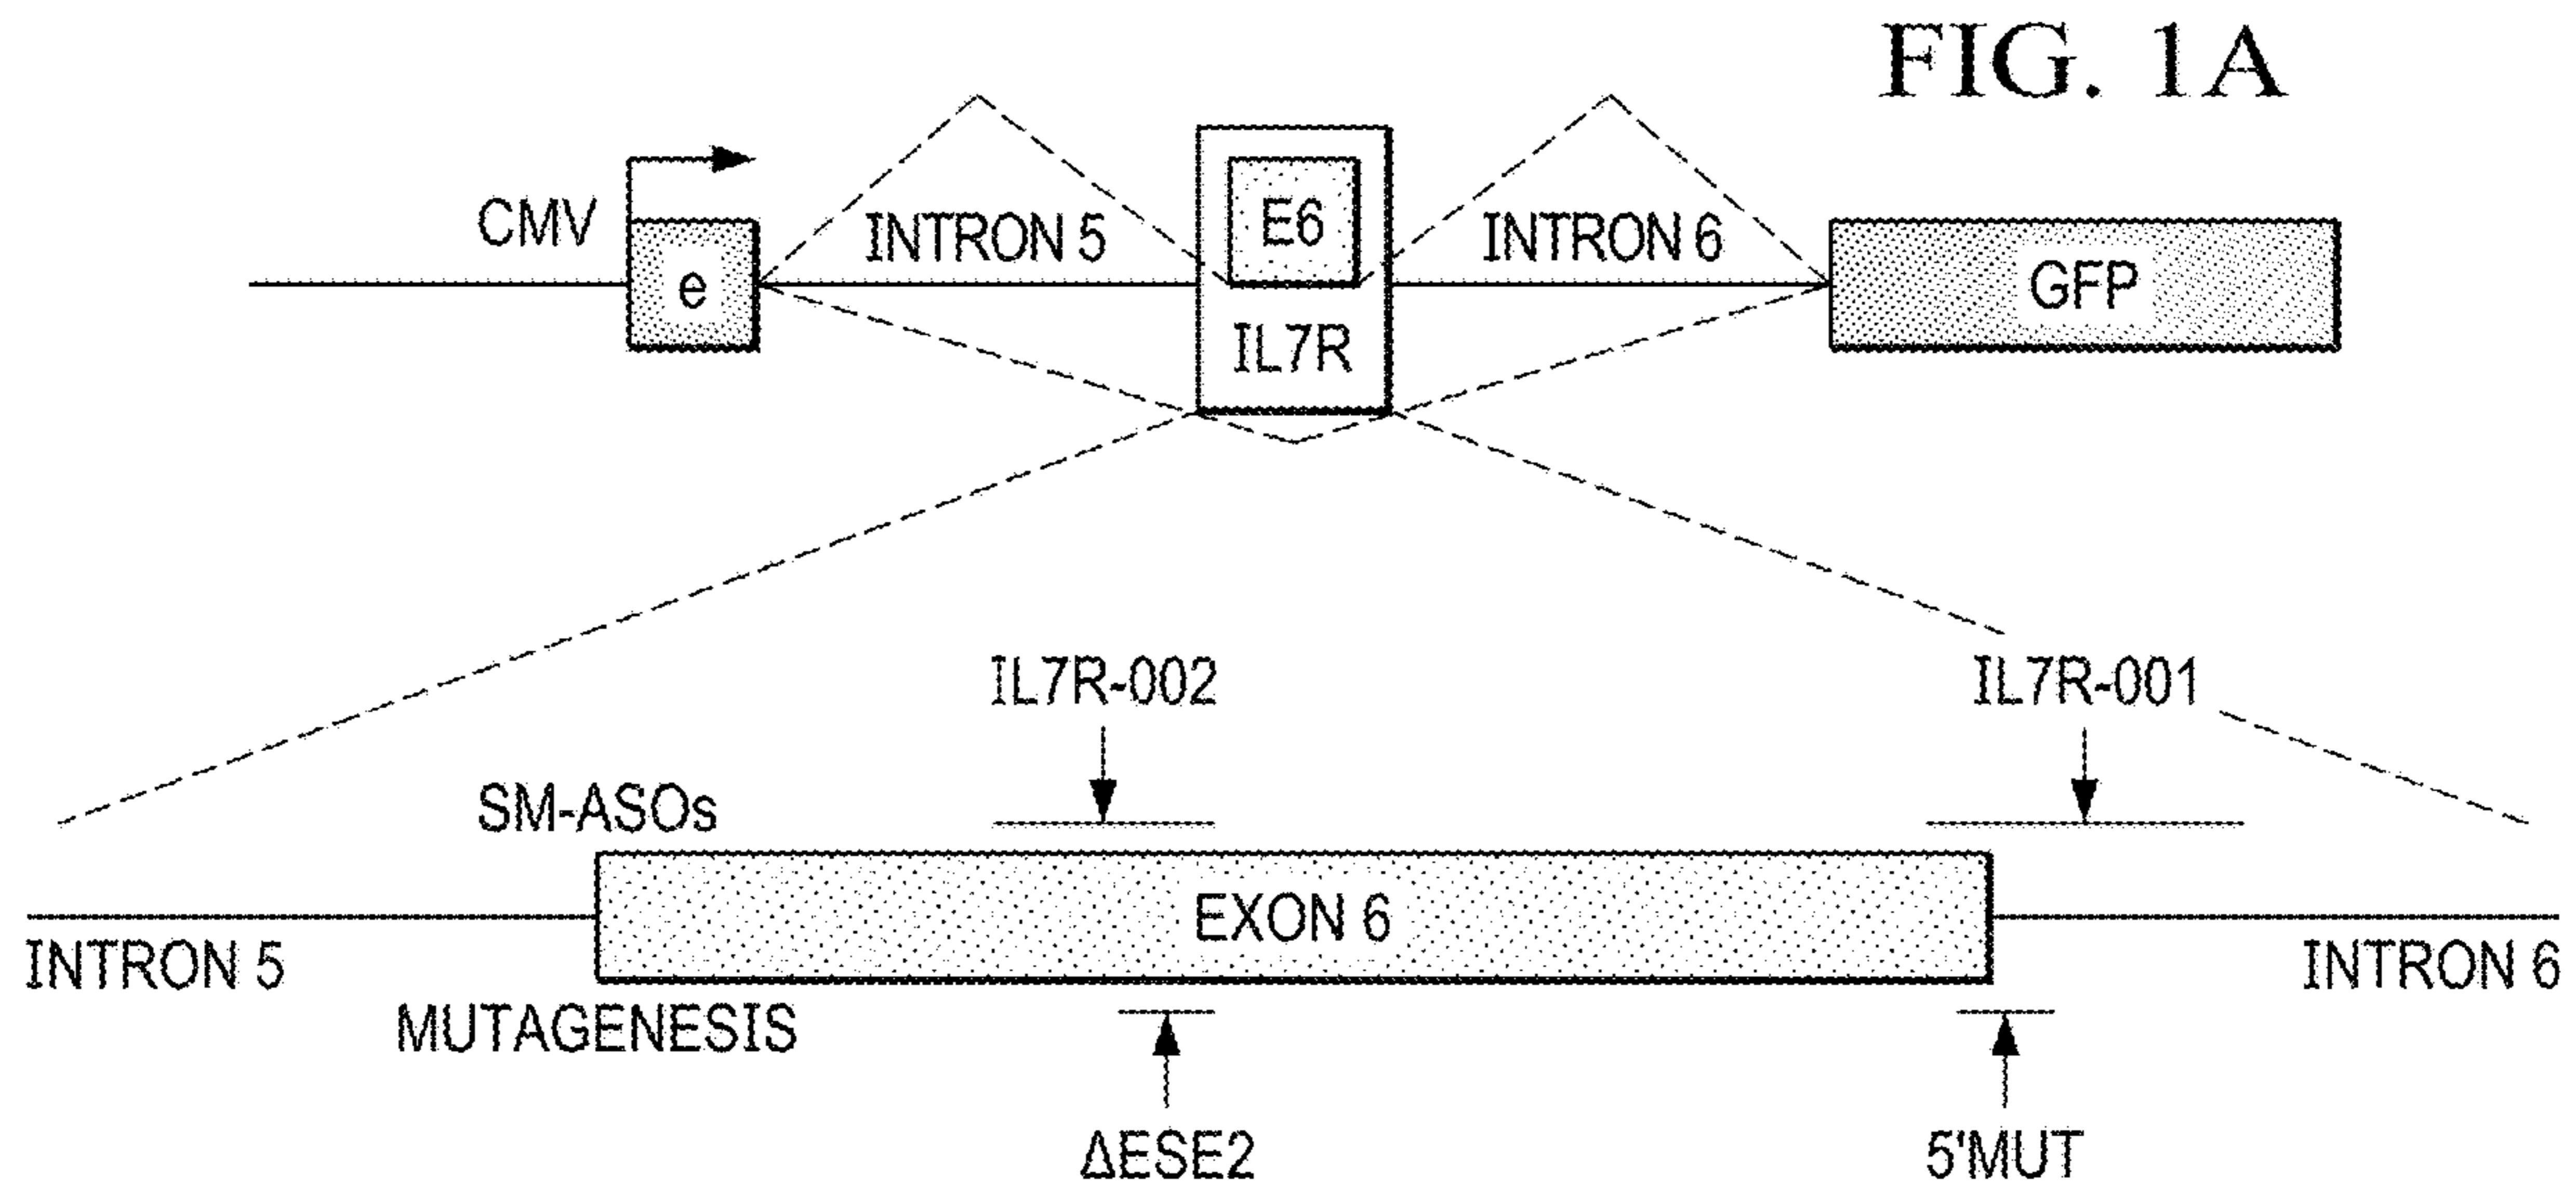 FIG. 1A
CMV
e
INTRON 5
E6
IL7R
INTRON 6
GFP
IL7R-002
IL7R-001
SM-ASOs
EXON 6
INTRON 5
INTRON 6
MUTAGENESIS
ΔESE2
5'MUT